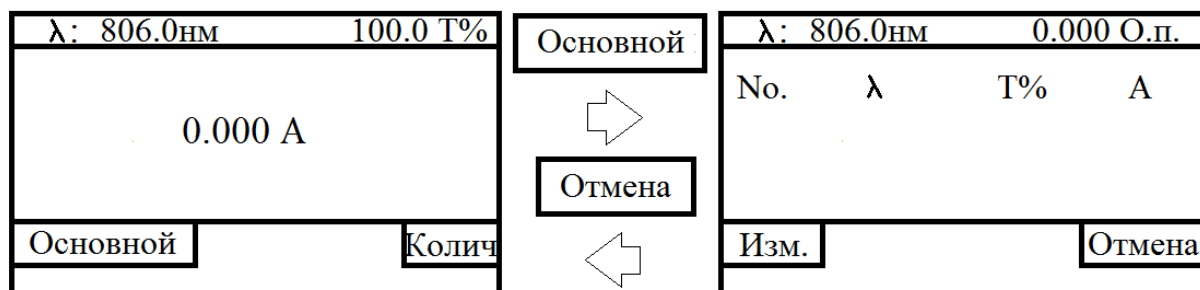 λ: 806.0нм 100.0 T%
0.000 A
Основной Колич
Основной
Отмена
λ: 806.0нм 0.000 О.п.
No. λ T% A
Изм. Отмена